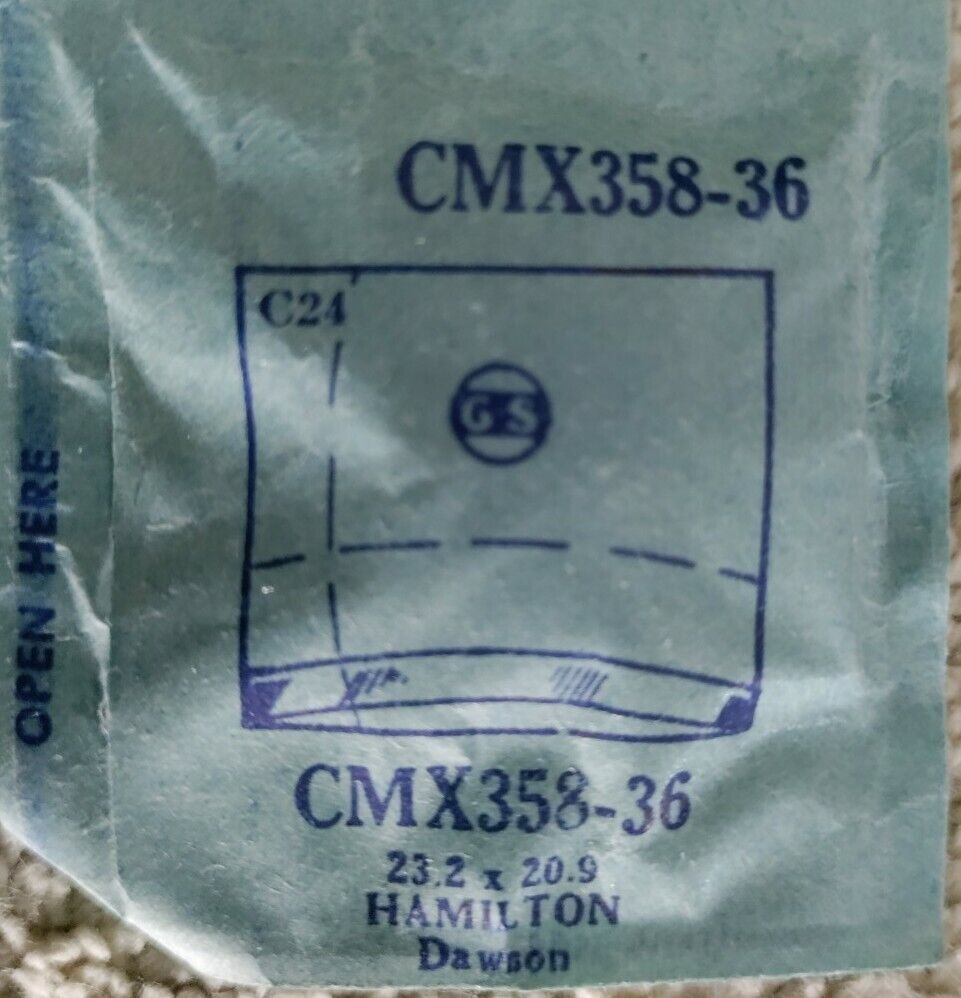 CMX358-36
C24
GS
OPEN HERE
CMX358-36
23.2 x 20.9
HAMILTON
Dawson